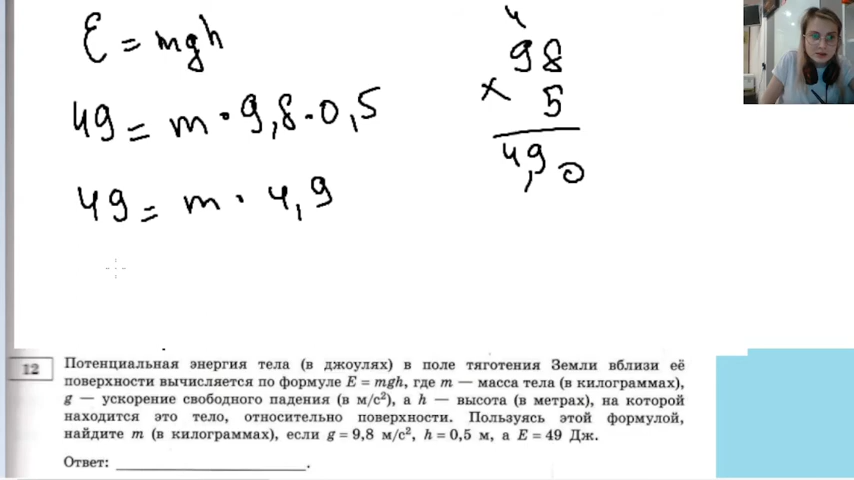 E = mgh
49 = m · 9,8 · 0,5
49 = m · 4,9
4
98
× 5
4,90
12
Потенциальная энергия тела (в джоулях) в поле тяготения Земли вблизи её
поверхности вычисляется по формуле E = mgh, где m — масса тела (в килограммах),
g — ускорение свободного падения (в м/с²), а h — высота (в метрах), на которой
находится это тело, относительно поверхности. Пользуясь этой формулой,
найдите m (в килограммах), если g = 9,8 м/с², h = 0,5 м, а E = 49 Дж.
Ответ: ____________________.